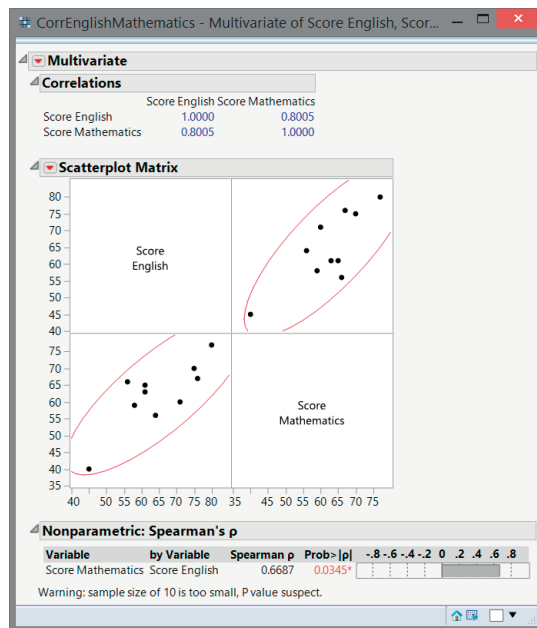 CorrEnglishMathematics - Multivariate of Score English, Scor...
Multivariate
Correlations
Score English Score Mathematics
Score English 1.0000 0.8005
Score Mathematics 0.8005 1.0000
Scatterplot Matrix
80
75
70
65
60
55
50
45
40
Score
English
75
70
65
60
55
50
45
40
35
Score
Mathematics
40 50 55 60 65 70 75 80 35 45 50 55 60 65 70 75
Nonparametric: Spearman's ρ
Variable by Variable Spearman ρ Prob>|ρ| -.8 -.6 -.4 -.2 0 .2 .4 .6 .8
Score Mathematics Score English 0.6687 0.0345*
Warning: sample size of 10 is too small, P value suspect.